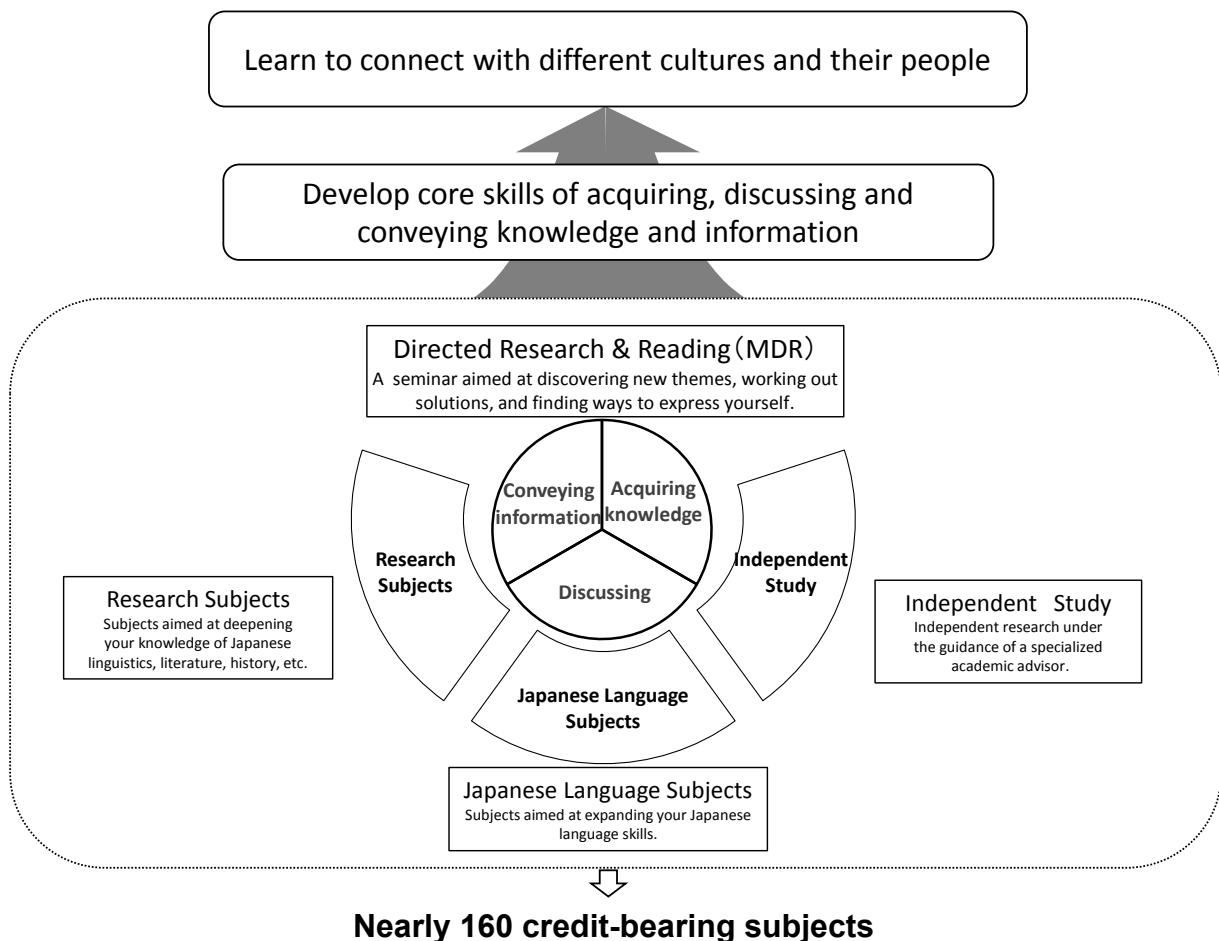 Learn to connect with different cultures and their people
Develop core skills of acquiring, discussing and
conveying knowledge and information
Directed Research & Reading（MDR）
A seminar aimed at discovering new themes, working out
solutions, and finding ways to express yourself.
Conveying
information
Acquiring
knowledge
Discussing
Research
Subjects
Independent
Study
Japanese Language
Subjects
Research Subjects
Subjects aimed at deepening
your knowledge of Japanese
linguistics, literature, history, etc.
Independent Study
Independent research under
the guidance of a specialized
academic advisor.
Japanese Language Subjects
Subjects aimed at expanding your Japanese
language skills.
Nearly 160 credit-bearing subjects